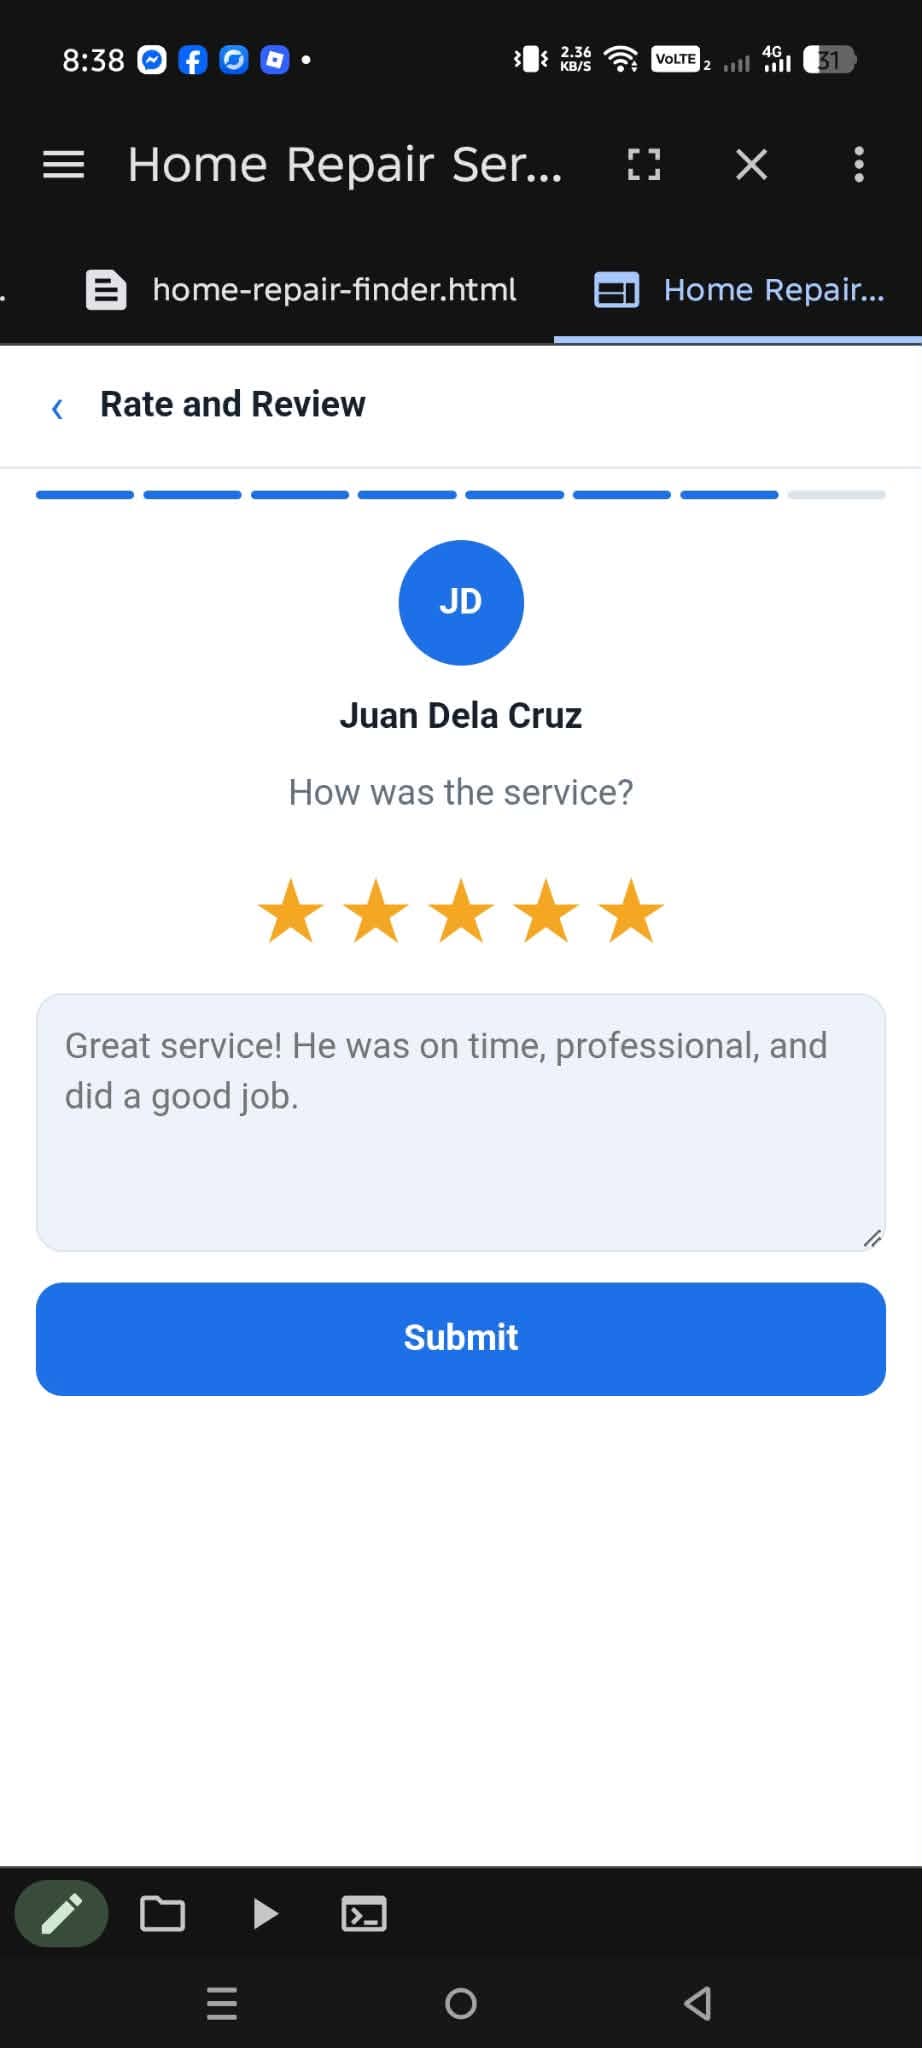 8:38
2.36
KB/S
VoLTE 2
4G
31
Home Repair Ser...
home-repair-finder.html
Home Repair...
Rate and Review
JD
Juan Dela Cruz
How was the service?
Great service! He was on time, professional, and
did a good job.
Submit